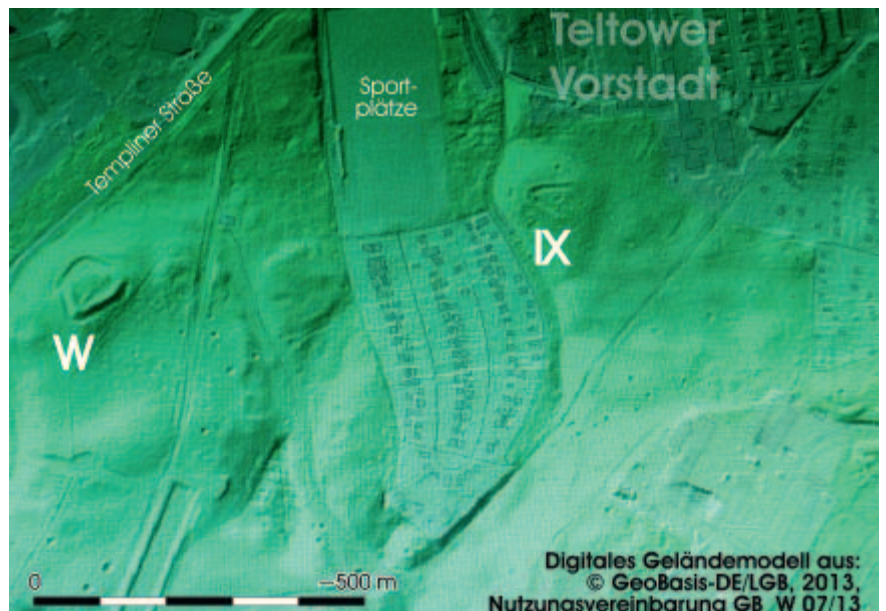 Teltower
Vorstadt
Sport-
plätze
Templiner Straße
IX
W
0
500 m
Digitales Geländemodell aus:
© GeoBasis-DE/LGB, 2013,
Nutzungsvereinbarung GB_W 07/13